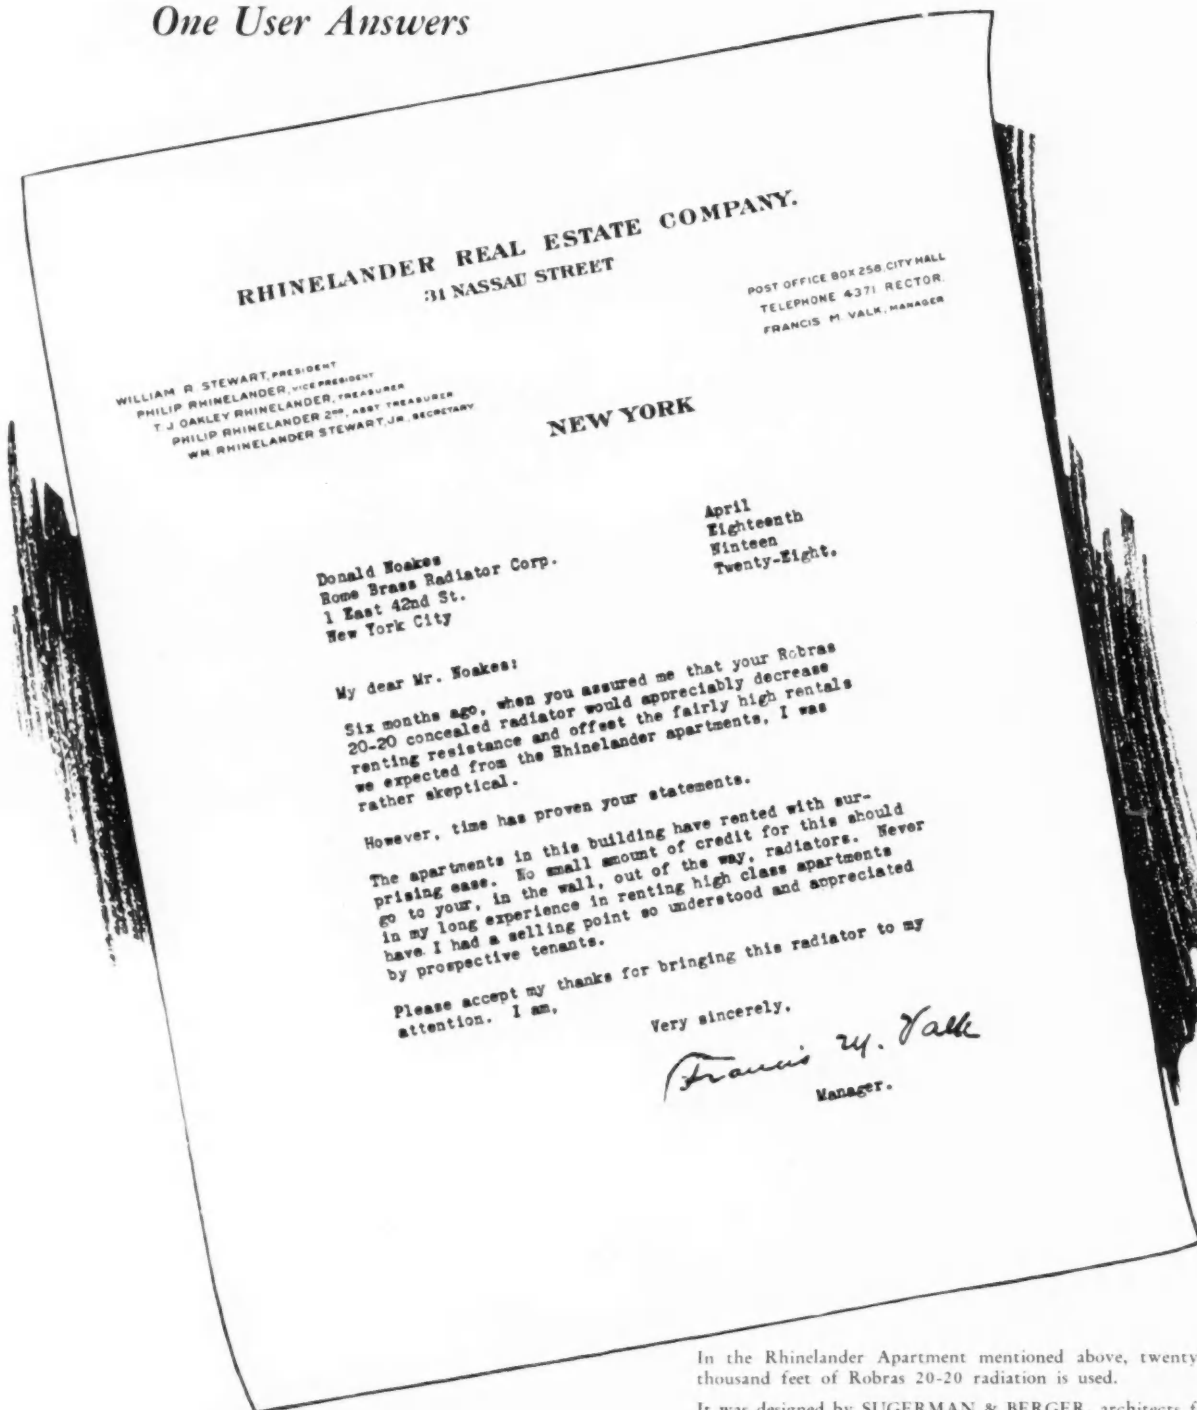 One User Answers
RHINELANDER REAL ESTATE COMPANY.
31 NASSAU STREET
POST OFFICE BOX 258, CITY HALL
TELEPHONE 4371 RECTOR.
FRANCIS M. VALK, MANAGER
WILLIAM R. STEWART, PRESIDENT
PHILIP RHINELANDER, VICE PRESIDENT
T. J. OAKLEY RHINELANDER, TREASURER
PHILIP RHINELANDER 2ND, ASST TREASURER
WM. RHINELANDER STEWART, JR., SECRETARY
NEW YORK
April
Eighteenth
Ninteen
Twenty-Eight.
Donald Noakes
Rome Brass Radiator Corp.
1 East 42nd St.
New York City
My dear Mr. Noakes:
Six months ago, when you assured me that your Robras
20-20 concealed radiator would appreciably decrease
renting resistance and offset the fairly high rentals
we expected from the Rhinelander apartments, I was
rather skeptical.
However, time has proven your statements.
The apartments in this building have rented with sur-
prising ease. No small amount of credit for this should
go to your, in the wall, out of the way, radiators. Never
in my long experience in renting high class apartments
have I had a selling point so understood and appreciated
by prospective tenants.
Please accept my thanks for bringing this radiator to my
attention. I am,
Very sincerely,
Francis M. Valk
Manager.
In the Rhinelander Apartment mentioned above, twenty
thousand feet of Robras 20-20 radiation is used.
It was designed by SUGERMAN & BERGER, architects